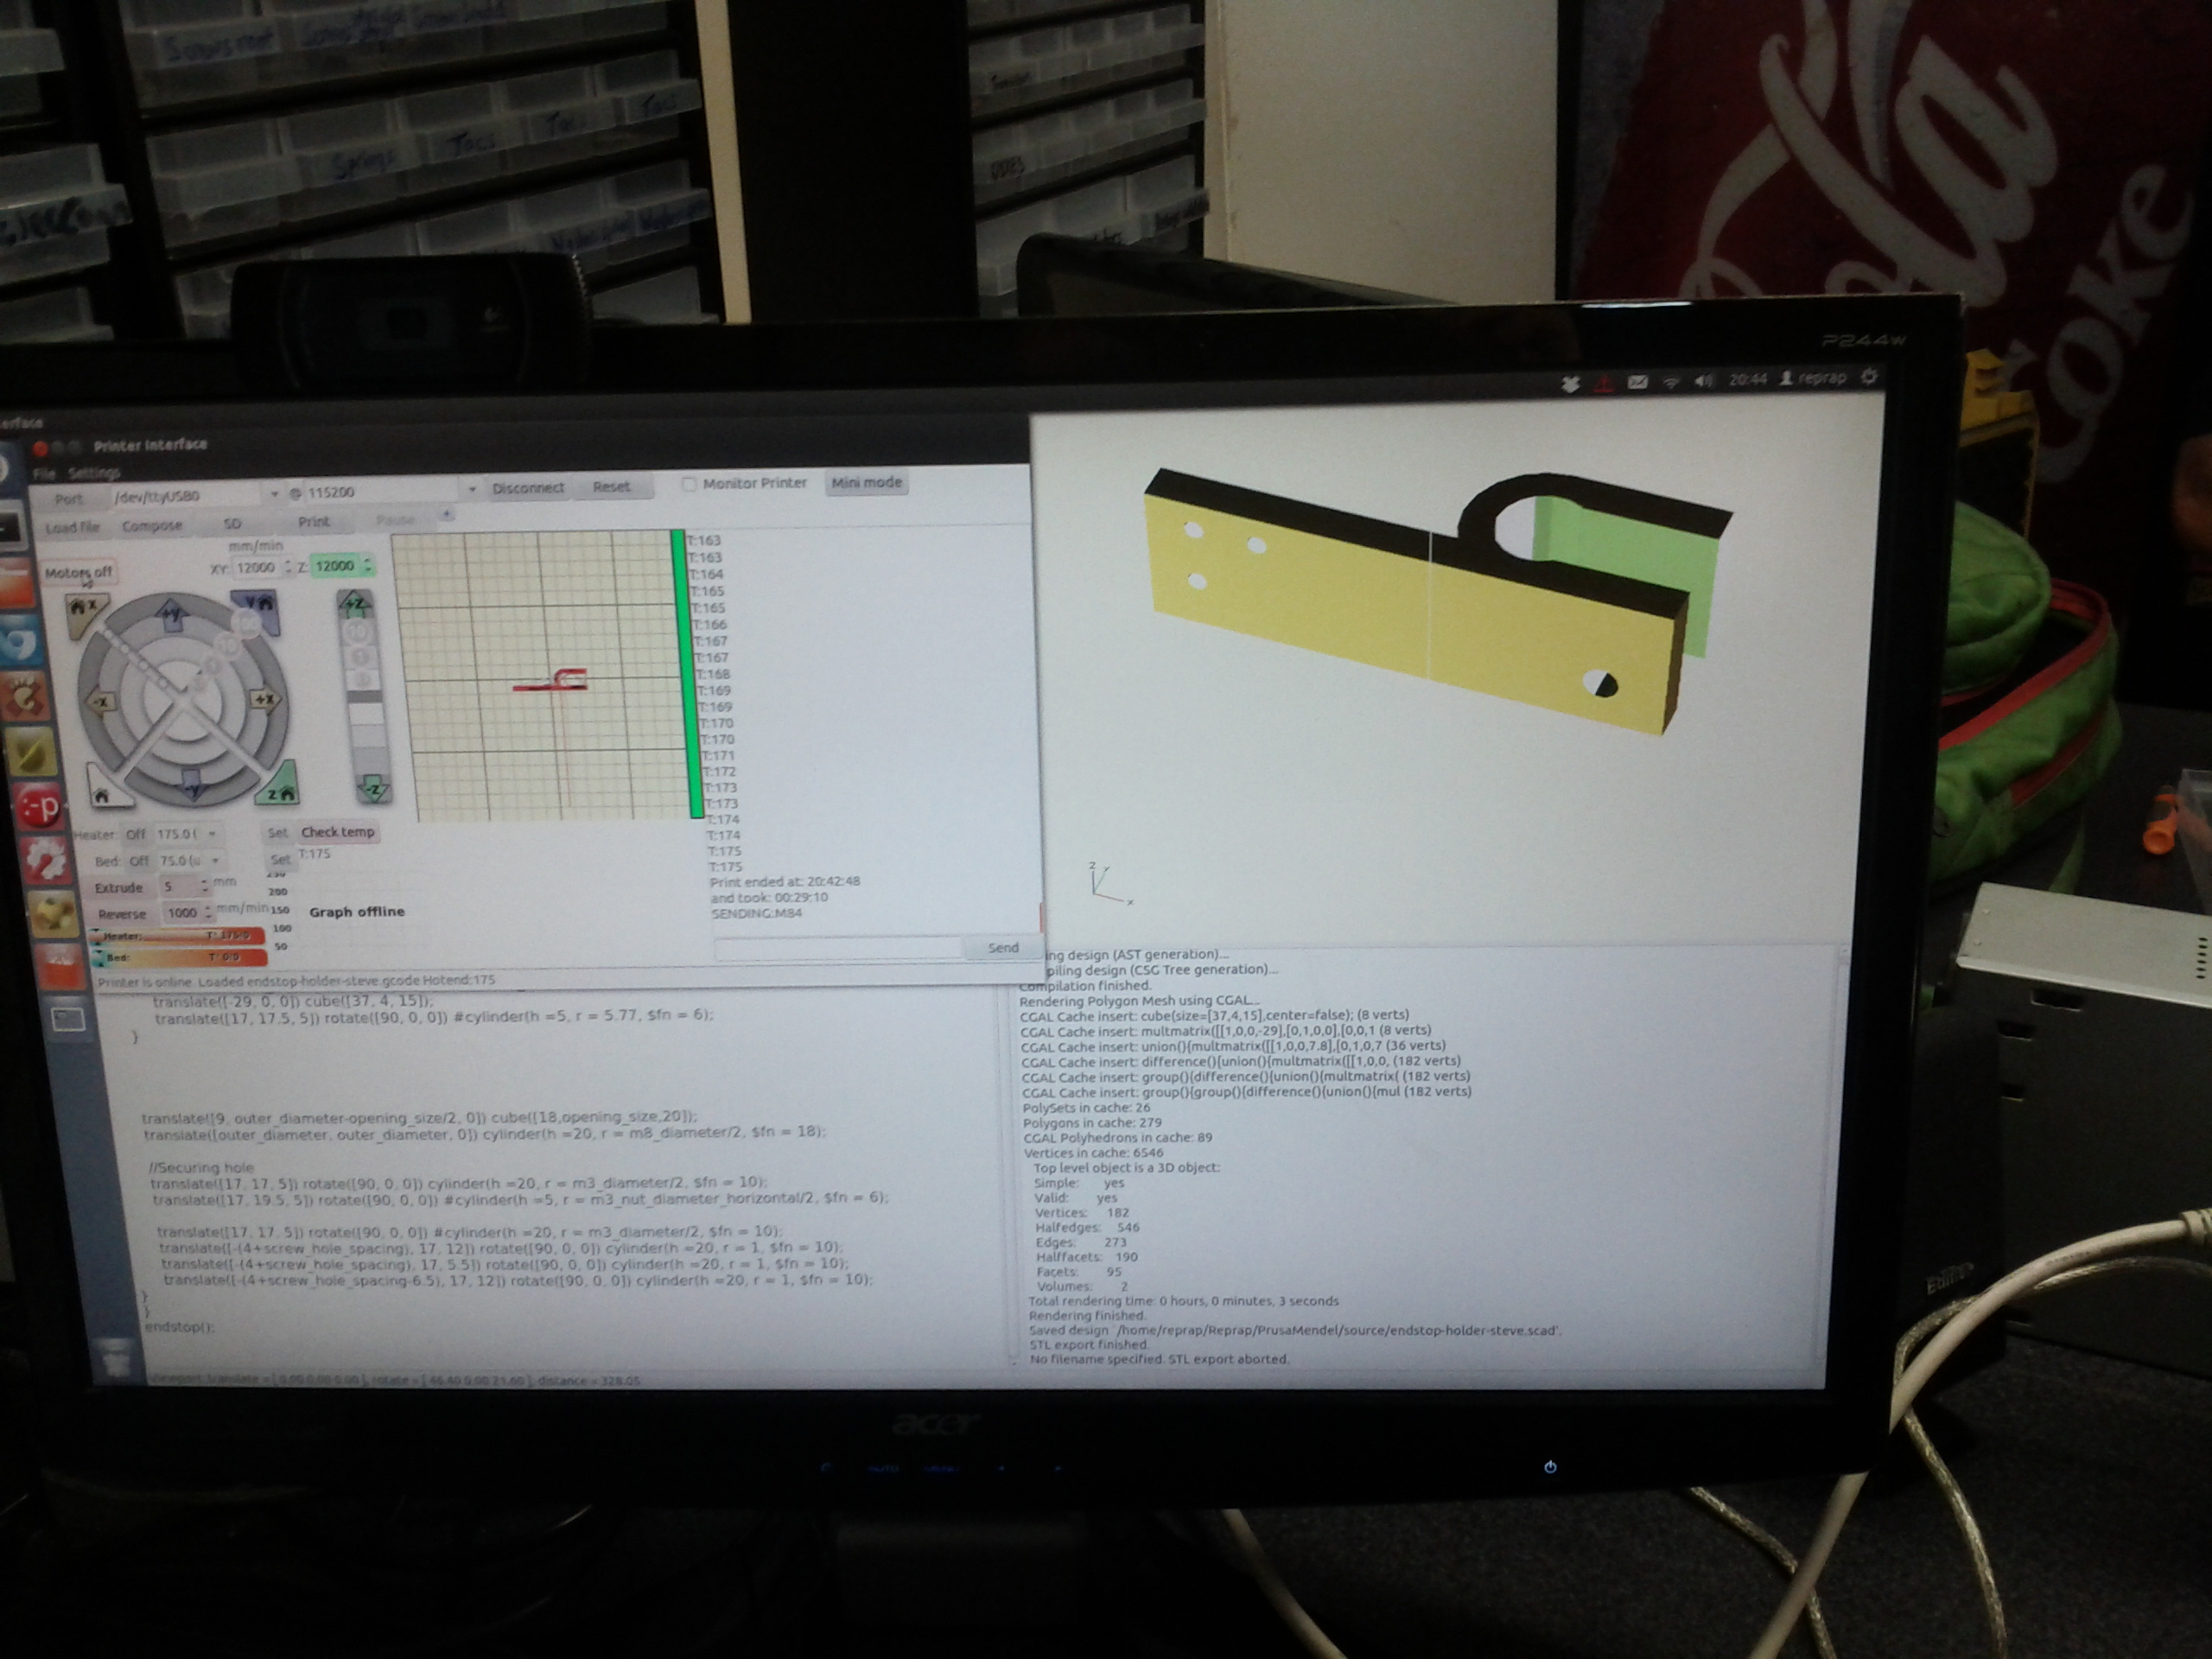 Springs
Tacs
Tacs
Tacs
Coke
P244w
20:44 reprap
Printer Interface
File Settings
Port /dev/ttyUSB0 @ 115200 Disconnect Reset Monitor Printer Mini mode
Load file Compose SD Print Pause
mm/min
Motors off XY: 12000 Z: 12000
+Y
-X
+X
-Y
+Z
-Z
T:163
T:163
T:164
T:165
T:165
T:166
T:167
T:167
T:168
T:169
T:169
T:170
T:170
T:171
T:172
T:173
T:173
T:174
T:174
T:175
T:175
Print ended at: 20:42:48
and took: 00:29:10
SENDING:M84
Send
Heater: Off 175.0 ( Set Check temp
Bed: Off 75.0 (u Set T:175
Extrude 5 mm
Reverse 1000 mm/min
200
150
100
50
Graph offline
Heater: T: 175/0
Bed: T: 0/0
Printer is online. Loaded endstop-holder-steve.gcode Hotend:175
translate([-29, 0, 0]) cube([37, 4, 15]);
translate([17, 17.5, 5]) rotate([90, 0, 0]) #cylinder(h =5, r = 5.77, $fn = 6);
}
translate([9, outer_diameter-opening_size/2, 0]) cube([18,opening_size,20]);
translate([outer_diameter, outer_diameter, 0]) cylinder(h =20, r = m8_diameter/2, $fn = 18);
//Securing hole
translate([17, 17, 5]) rotate([90, 0, 0]) cylinder(h =20, r = m3_diameter/2, $fn = 10);
translate([17, 19.5, 5]) rotate([90, 0, 0]) #cylinder(h =5, r = m3_nut_diameter_horizontal/2, $fn = 6);
translate([17, 17, 5]) rotate([90, 0, 0]) #cylinder(h =20, r = m3_diameter/2, $fn = 10);
translate([-(4+screw_hole_spacing), 17, 12]) rotate([90, 0, 0]) cylinder(h =20, r = 1, $fn = 10);
translate([-(4+screw_hole_spacing), 17, 5.5]) rotate([90, 0, 0]) cylinder(h =20, r = 1, $fn = 10);
translate([-(4+screw_hole_spacing-6.5), 17, 12]) rotate([90, 0, 0]) cylinder(h =20, r = 1, $fn = 10);
}
}
endstop();
distance = 328.05
z
y
x
ing design (AST generation)...
piling design (CSG Tree generation)...
Compilation finished.
Rendering Polygon Mesh using CGAL...
CGAL Cache insert: cube(size=[37,4,15],center=false); (8 verts)
CGAL Cache insert: multmatrix([[1,0,0,-29],[0,1,0,0],[0,0,1 (8 verts)
CGAL Cache insert: union(){multmatrix([[1,0,0,7.8],[0,1,0,7 (36 verts)
CGAL Cache insert: difference(){union(){multmatrix([[1,0,0, (182 verts)
CGAL Cache insert: group(){difference(){union(){multmatrix( (182 verts)
CGAL Cache insert: group(){group(){difference(){union(){mul (182 verts)
PolySets in cache: 26
Polygons in cache: 279
CGAL Polyhedrons in cache: 89
Vertices in cache: 6546
Top level object is a 3D object:
Simple: yes
Valid: yes
Vertices: 182
Halfedges: 546
Edges: 273
Halffacets: 190
Facets: 95
Volumes: 2
Total rendering time: 0 hours, 0 minutes, 3 seconds
Rendering finished.
Saved design '/home/reprap/Reprap/PrusaMendel/source/endstop-holder-steve.scad'.
STL export finished.
No filename specified. STL export aborted.
acer